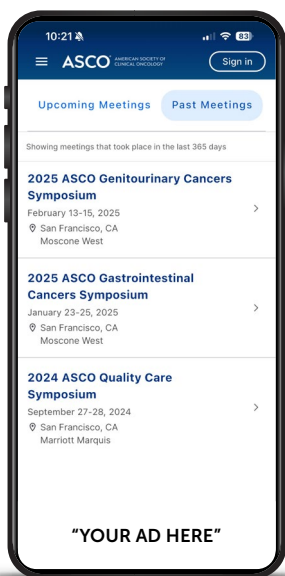 10:21
83
ASCO AMERICAN SOCIETY OF
CLINICAL ONCOLOGY
Sign in
Upcoming Meetings
Past Meetings
Showing meetings that took place in the last 365 days
2025 ASCO Genitourinary Cancers
Symposium
February 13-15, 2025
San Francisco, CA
Moscone West
2025 ASCO Gastrointestinal
Cancers Symposium
January 23-25, 2025
San Francisco, CA
Moscone West
2024 ASCO Quality Care
Symposium
September 27-28, 2024
San Francisco, CA
Marriott Marquis
“YOUR AD HERE”